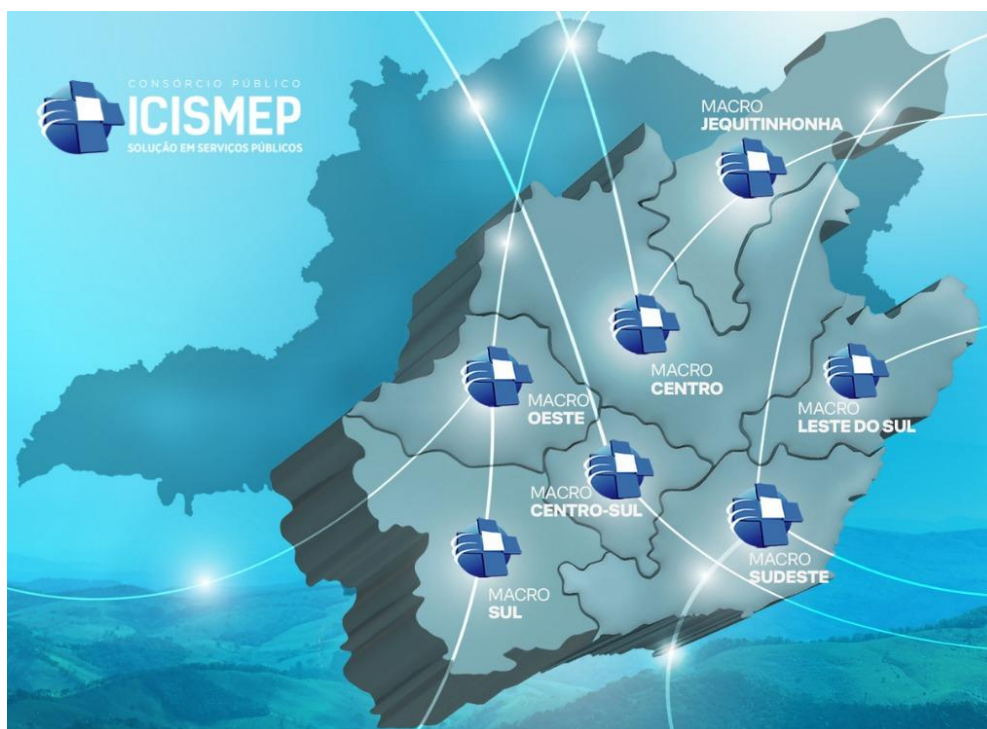 CONSÓRCIO PÚBLICO
ICISMEP
SOLUÇÃO EM SERVIÇOS PÚBLICOS
MACRO
JEQUITINHONHA
MACRO
CENTRO
MACRO
OESTE
MACRO
LESTE DO SUL
MACRO
CENTRO-SUL
MACRO
SUDESTE
MACRO
SUL